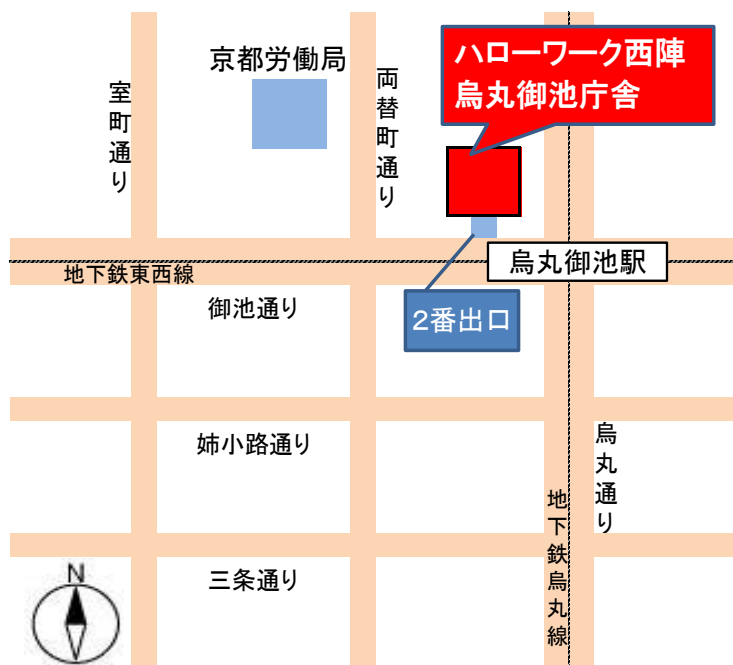 京都労働局
ハローワーク西陣
烏丸御池庁舎
室町通り
両替町通り
地下鉄東西線
烏丸御池駅
御池通り
2番出口
姉小路通り
烏丸通り
地下鉄烏丸線
三条通り
N